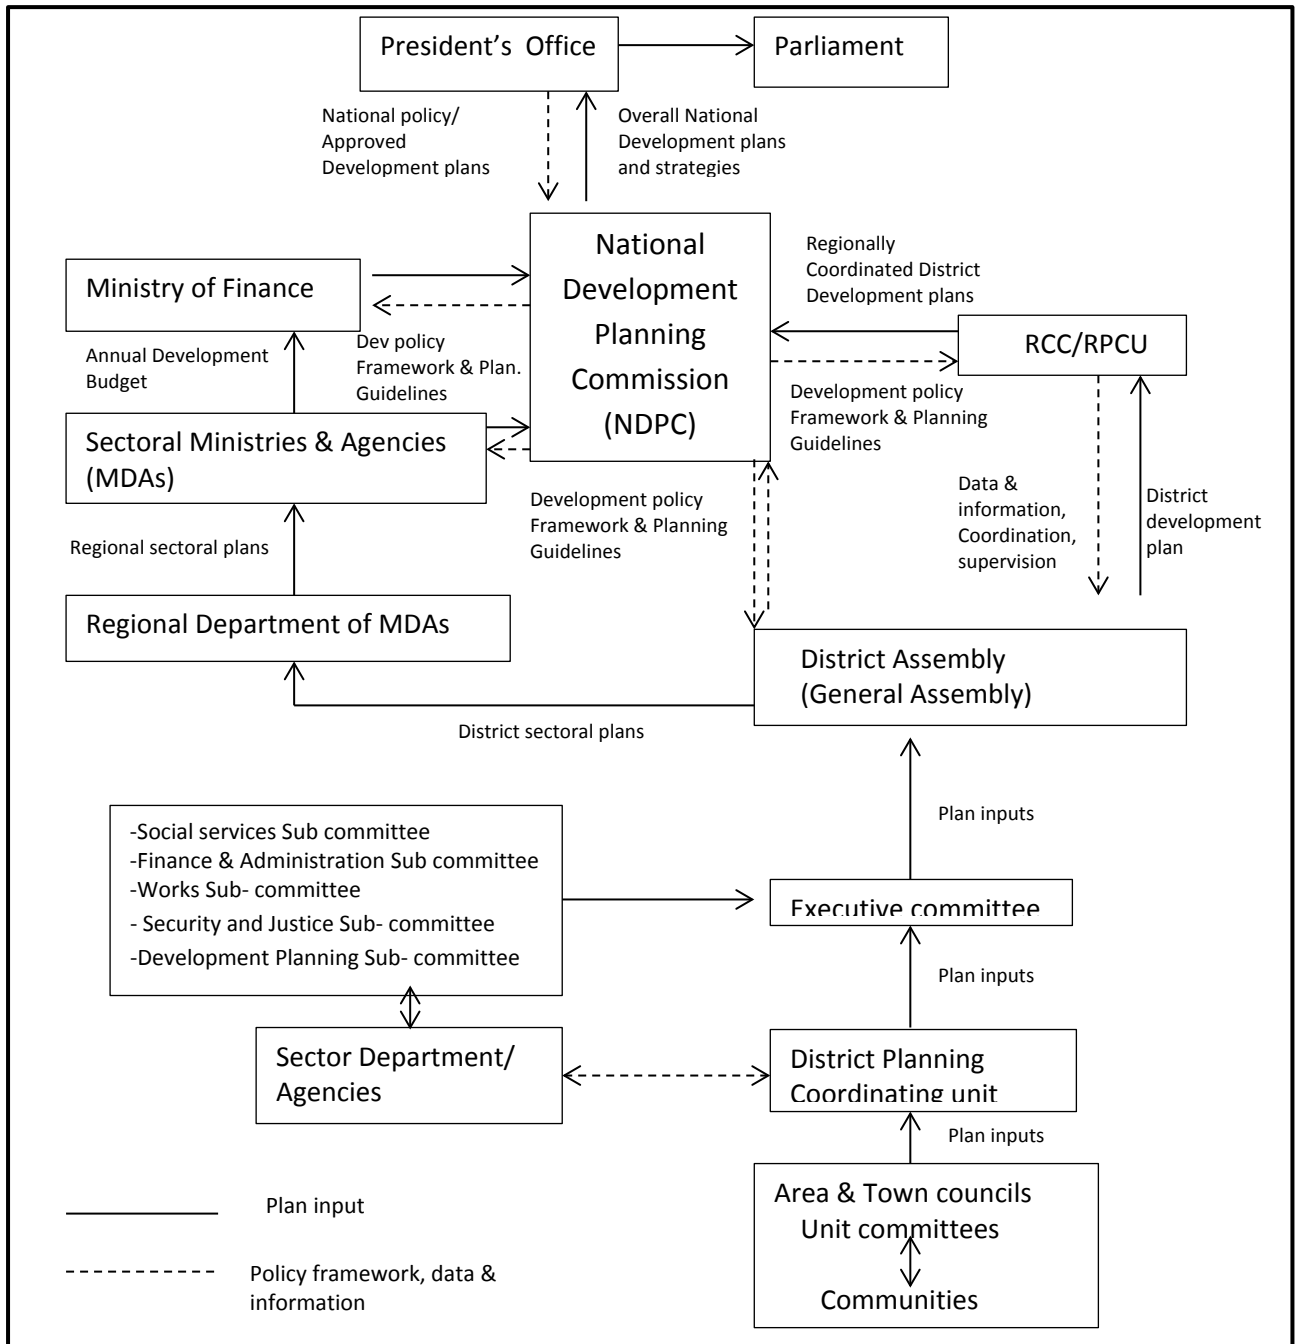 President’s Office
Parliament
National policy/
Approved
Development plans
Overall National
Development plans
and strategies
National
Development
Planning
Commission
(NDPC)
Regionally
Coordinated District
Development plans
Ministry of Finance
RCC/RPCU
Annual Development
Budget
Dev policy
Framework & Plan.
Guidelines
Development policy
Framework & Planning
Guidelines
Sectoral Ministries & Agencies
(MDAs)
Development policy
Framework & Planning
Guidelines
Data &
information,
Coordination,
supervision
District
development
plan
Regional sectoral plans
Regional Department of MDAs
District Assembly
(General Assembly)
District sectoral plans
Plan inputs
-Social services Sub committee
-Finance & Administration Sub committee
-Works Sub- committee
- Security and Justice Sub- committee
-Development Planning Sub- committee
Executive committee
Plan inputs
Sector Department/
Agencies
District Planning
Coordinating unit
Plan inputs
Area & Town councils
Unit committees
Communities
Plan input
Policy framework, data &
information